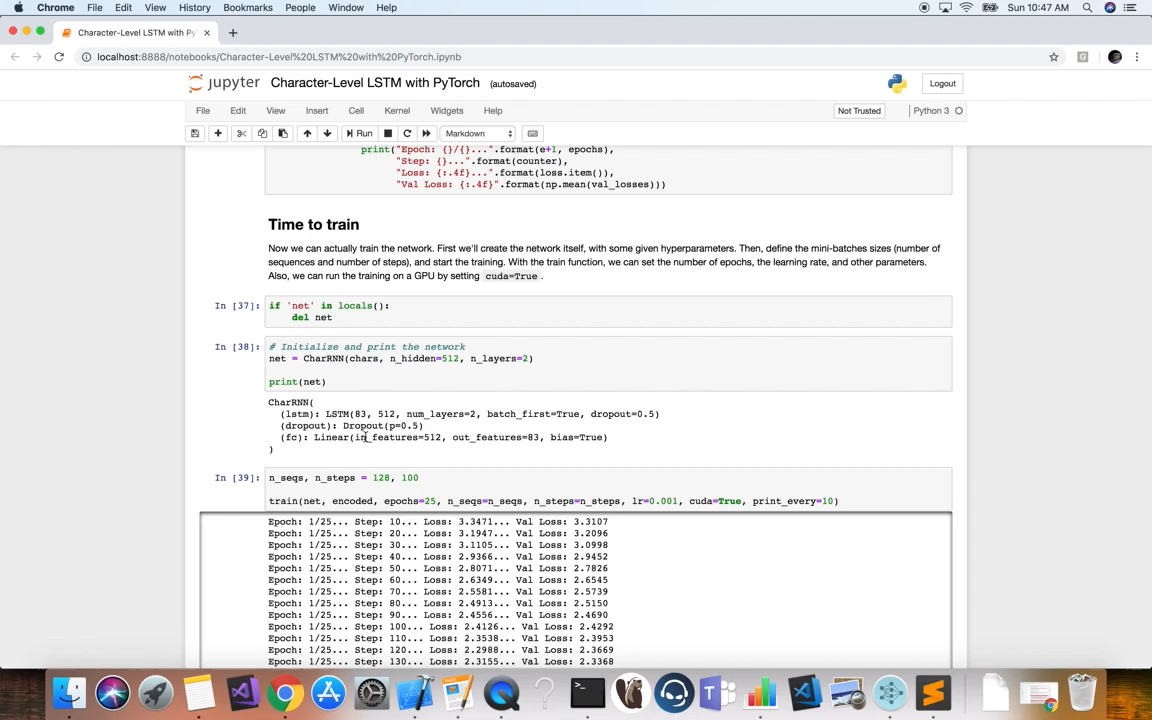 Chrome File Edit View History Bookmarks People Window Help Sun 10:47 AM
Character-Level LSTM with Py
localhost:8888/notebooks/Character-Level%20LSTM%20with%20PyTorch.ipynb
jupyter Character-Level LSTM with PyTorch (autosaved) Logout
File Edit View Insert Cell Kernel Widgets Help Not Trusted Python 3
Run Markdown
print("Epoch: {}/{}...".format(e+1, epochs),
"Step: {}...".format(counter),
"Loss: {:.4f}...".format(loss.item()),
"Val Loss: {:.4f}".format(np.mean(val_losses)))
Time to train
Now we can actually train the network. First we'll create the network itself, with some given hyperparameters. Then, define the mini-batches sizes (number of
sequences and number of steps), and start the training. With the train function, we can set the number of epochs, the learning rate, and other parameters.
Also, we can run the training on a GPU by setting cuda=True.
In [37]: if 'net' in locals():
del net
In [38]: # Initialize and print the network
net = CharRNN(chars, n_hidden=512, n_layers=2)
print(net)
CharRNN(
(lstm): LSTM(83, 512, num_layers=2, batch_first=True, dropout=0.5)
(dropout): Dropout(p=0.5)
(fc): Linear(in_features=512, out_features=83, bias=True)
)
In [39]: n_seqs, n_steps = 128, 100
train(net, encoded, epochs=25, n_seqs=n_seqs, n_steps=n_steps, lr=0.001, cuda=True, print_every=10)
Epoch: 1/25... Step: 10... Loss: 3.3471... Val Loss: 3.3107
Epoch: 1/25... Step: 20... Loss: 3.1947... Val Loss: 3.2096
Epoch: 1/25... Step: 30... Loss: 3.1105... Val Loss: 3.0998
Epoch: 1/25... Step: 40... Loss: 2.9366... Val Loss: 2.9452
Epoch: 1/25... Step: 50... Loss: 2.8071... Val Loss: 2.7826
Epoch: 1/25... Step: 60... Loss: 2.6349... Val Loss: 2.6545
Epoch: 1/25... Step: 70... Loss: 2.5581... Val Loss: 2.5739
Epoch: 1/25... Step: 80... Loss: 2.4913... Val Loss: 2.5150
Epoch: 1/25... Step: 90... Loss: 2.4556... Val Loss: 2.4690
Epoch: 1/25... Step: 100... Loss: 2.4126... Val Loss: 2.4292
Epoch: 1/25... Step: 110... Loss: 2.3538... Val Loss: 2.3953
Epoch: 1/25... Step: 120... Loss: 2.2988... Val Loss: 2.3669
Epoch: 1/25... Step: 130... Loss: 2.3155... Val Loss: 2.3368